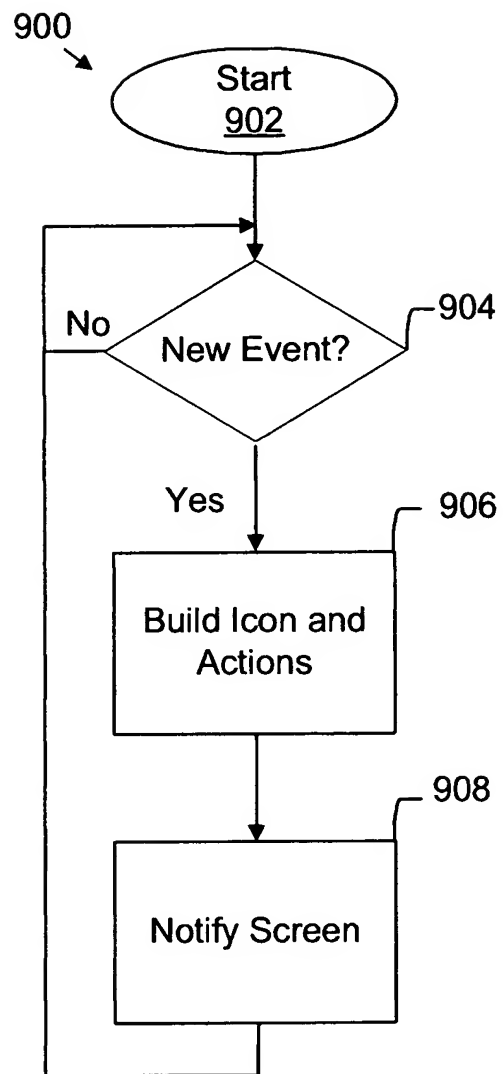 900
Start
902
No
New Event?
904
Yes
906
Build Icon and
Actions
908
Notify Screen